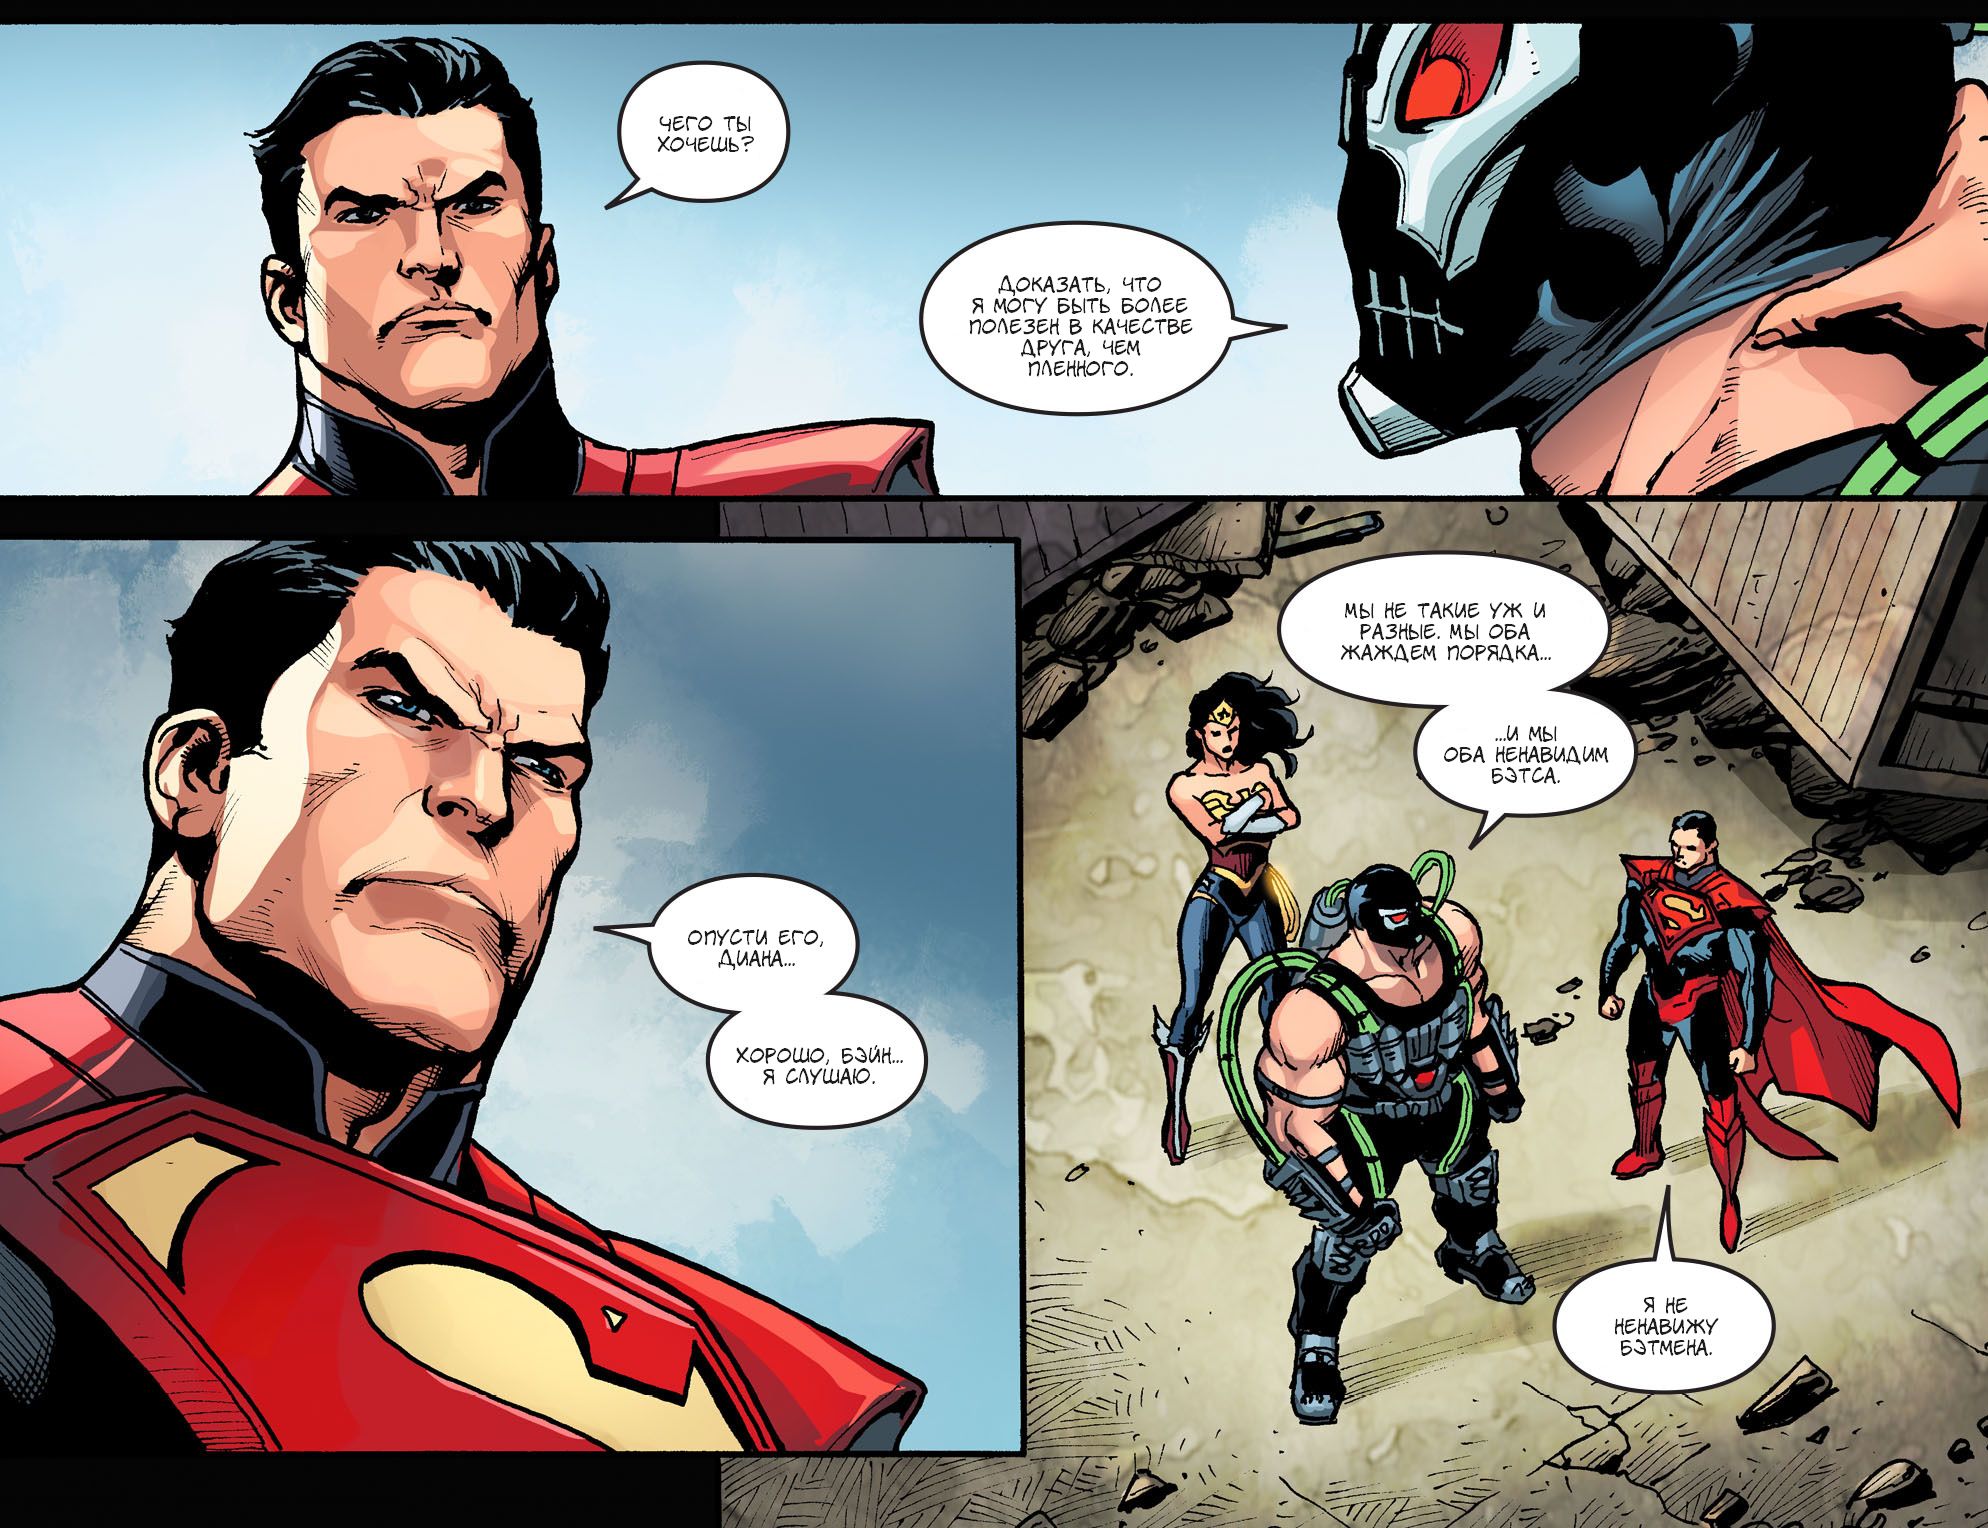 ЧЕГО ТЫ
ХОЧЕШЬ?
ДОКАЗАТЬ, ЧТО
Я МОГУ БЫТЬ БОЛЕЕ
ПОЛЕЗЕН В КАЧЕСТВЕ
ДРУГА, ЧЕМ
ПЛЕННОГО.
ОПУСТИ ЕГО,
ДИАНА...
ХОРОШО, БЭЙН...
Я СЛУШАЮ.
МЫ НЕ ТАКИЕ УЖ И
РАЗНЫЕ. МЫ ОБА
ЖАЖДЕМ ПОРЯДКА...
...И МЫ
ОБА НЕНАВИДИМ
БЭТСА.
Я НЕ
НЕНАВИЖУ
БЭТМЕНА.